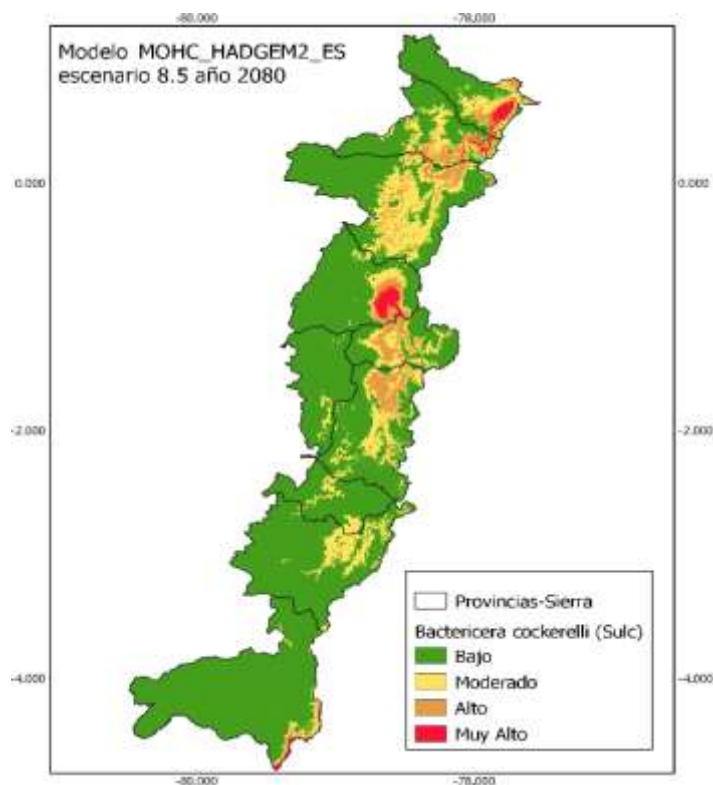 -80.000
-78.000
Modelo MOHC_HADGEM2_ES
escenario 8.5 año 2080
0.000
0.000
-2.000
-2.000
Provincias-Sierra
Bactericera cockerelli (Sulc)
Bajo
Moderado
Alto
Muy Alto
-4.000
-4.000
-80.000
-78.000